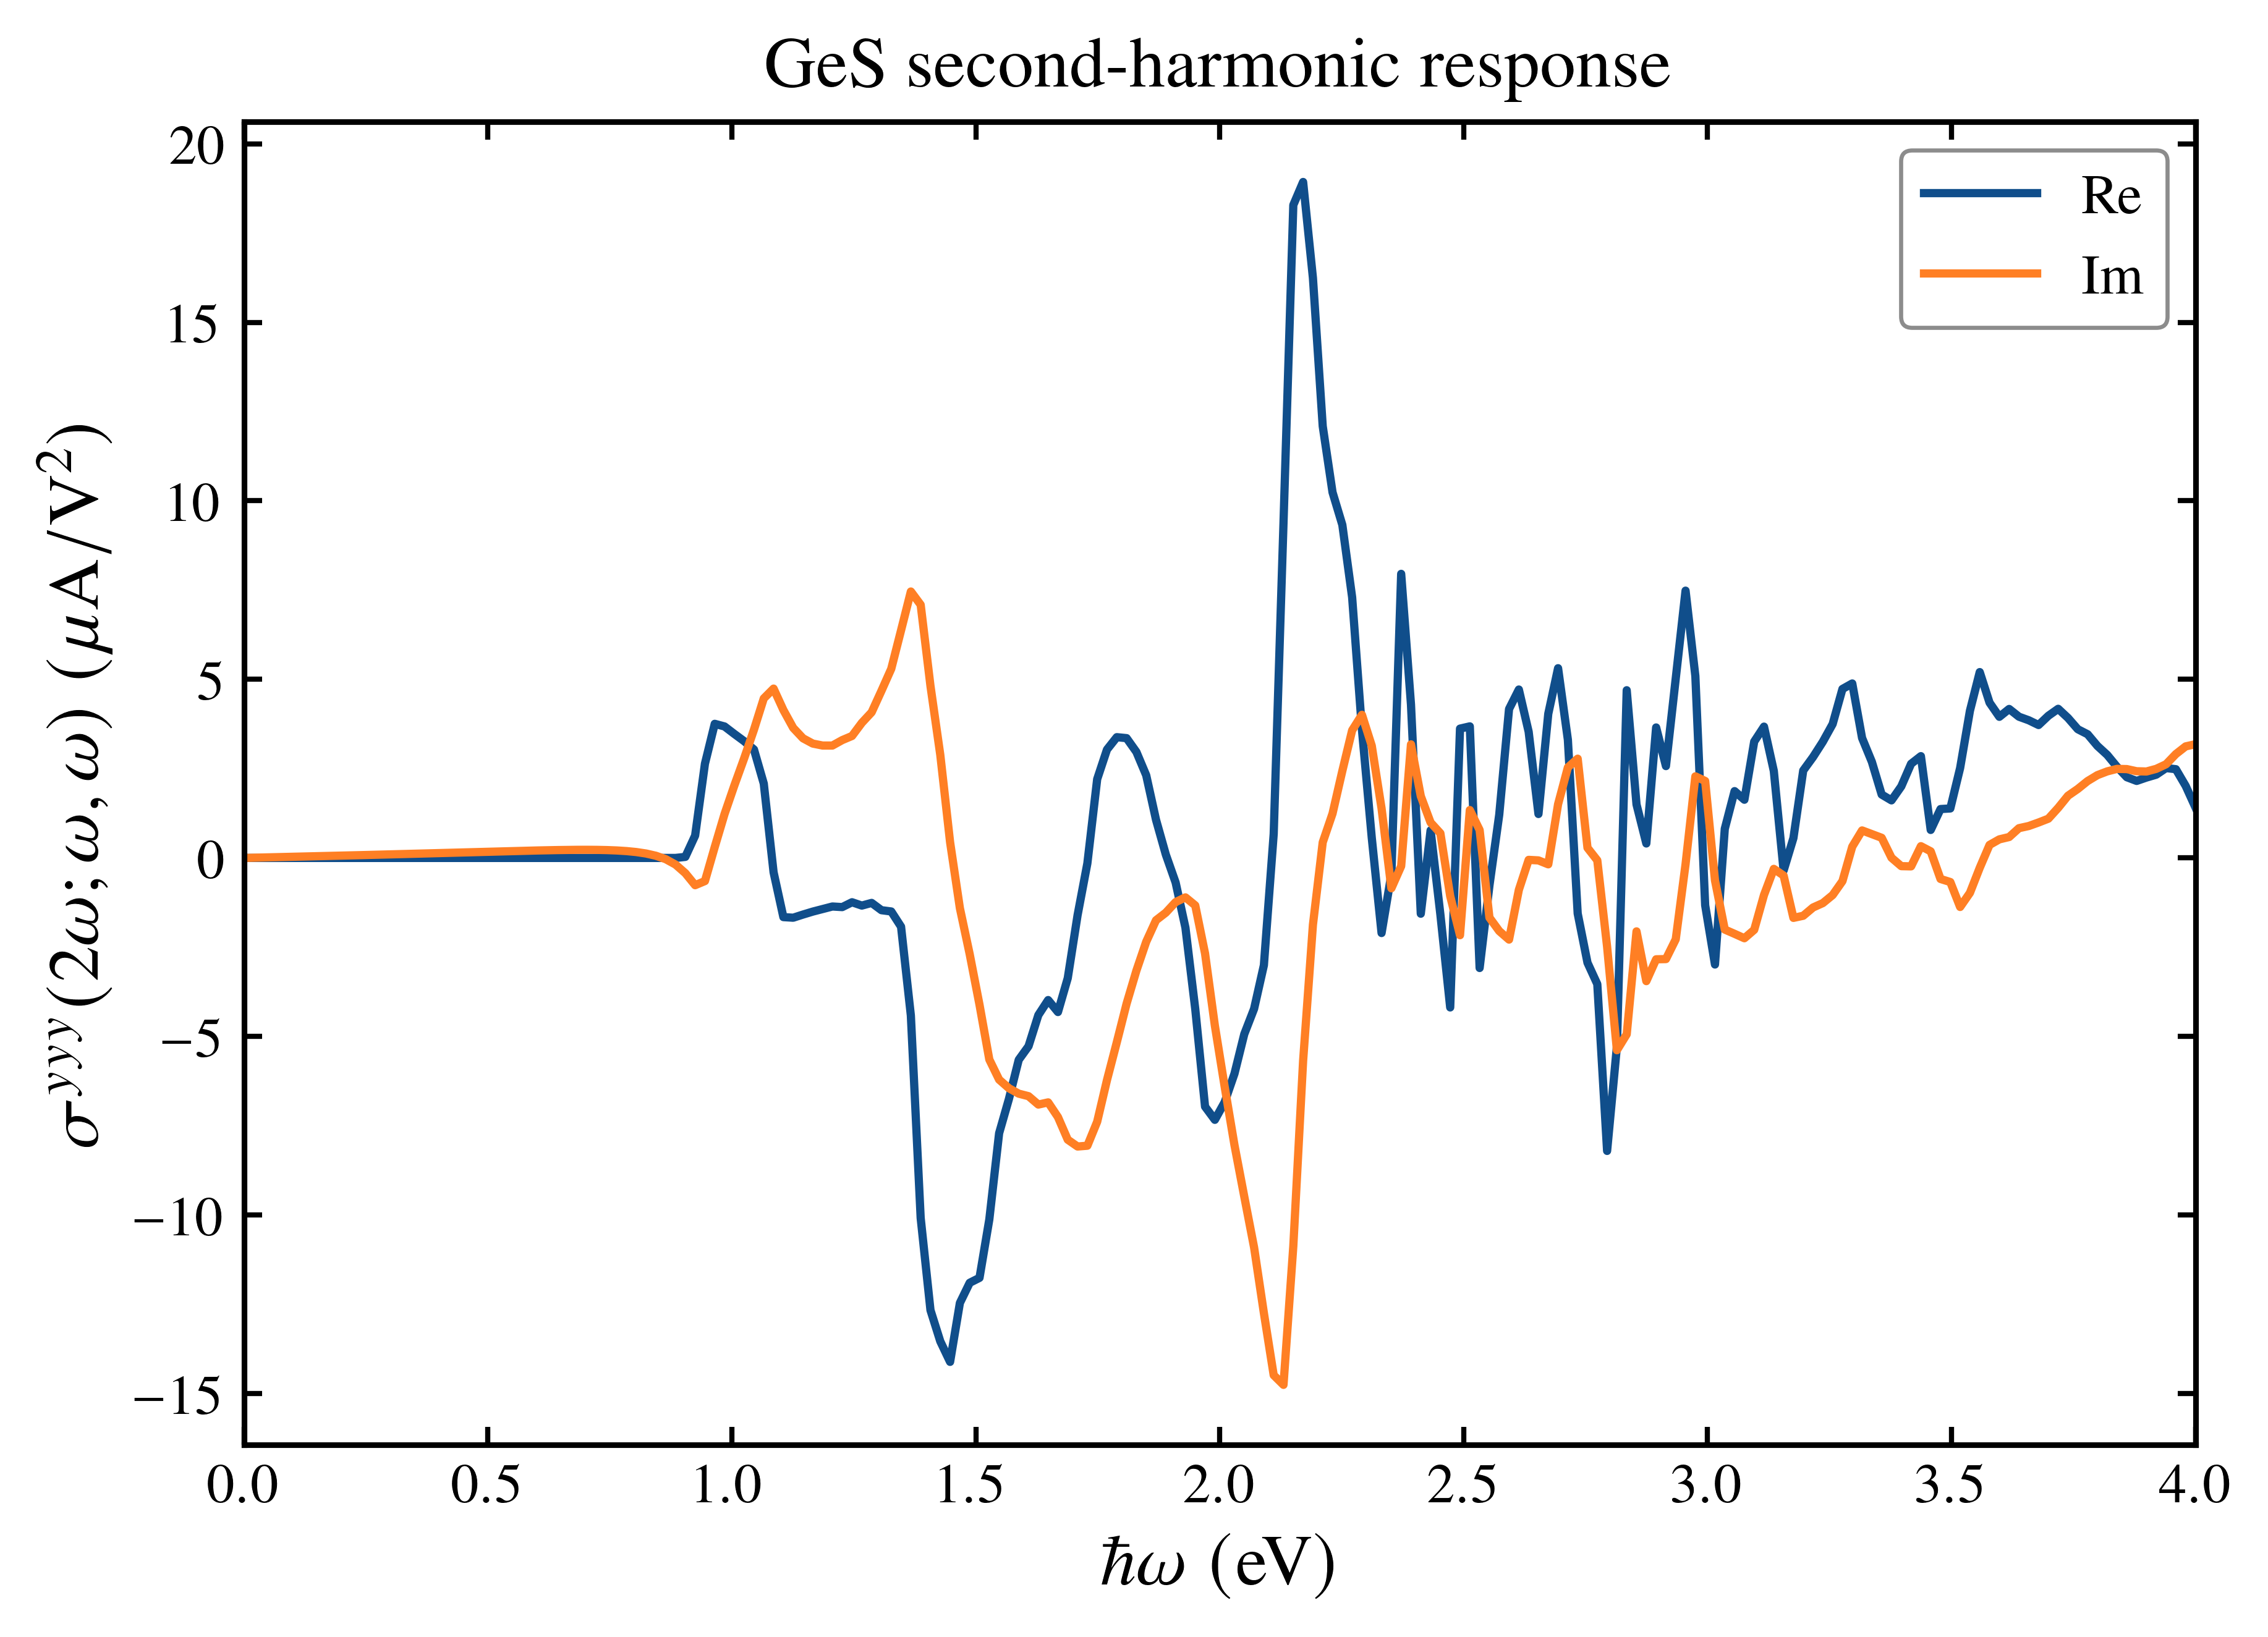 GeS second-harmonic response
σ^{yyy}(2ω; ω, ω) (μA/V²)
20
15
10
5
0
−5
−10
−15
Re
Im
0.0 0.5 1.0 1.5 2.0 2.5 3.0 3.5 4.0
ℏω (eV)